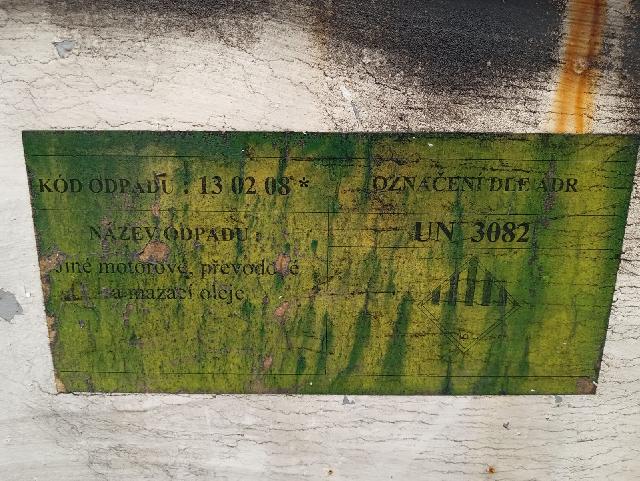 KÓD ODPADU : 13 02 08 *
OZNAČENÍ DLE ADR
NÁZEV ODPADU :
UN 3082
Jiné motorové, převodové
a mazací oleje